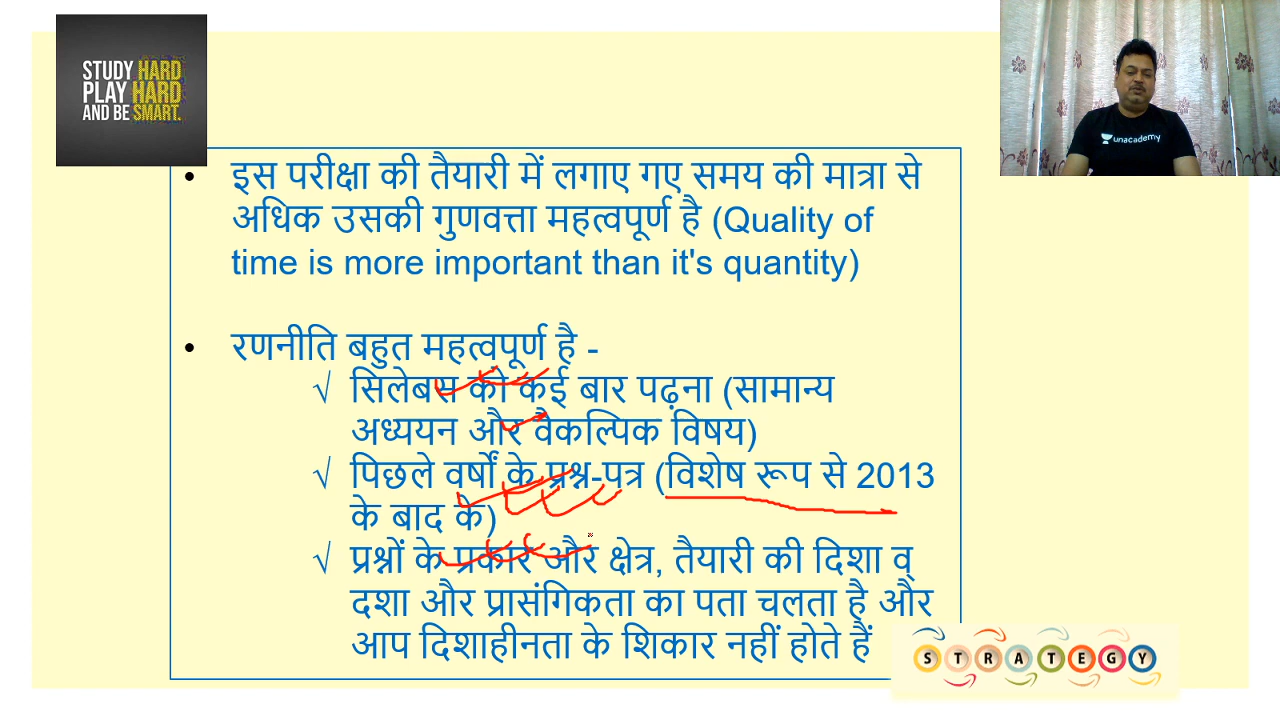 STUDY HARD
PLAY HARD
AND BE SMART.
unacademy
• इस परीक्षा की तैयारी में लगाए गए समय की मात्रा से
अधिक उसकी गुणवत्ता महत्वपूर्ण है (Quality of
time is more important than it's quantity)
• रणनीति बहुत महत्वपूर्ण है -
√ सिलेबस को कई बार पढ़ना (सामान्य
अध्ययन और वैकल्पिक विषय)
√ पिछले वर्षों के प्रश्न-पत्र (विशेष रूप से 2013
के बाद के)
√ प्रश्नों के प्रकार और क्षेत्र, तैयारी की दिशा व्
दशा और प्रासंगिकता का पता चलता है और
आप दिशाहीनता के शिकार नहीं होते हैं
STRATEGY